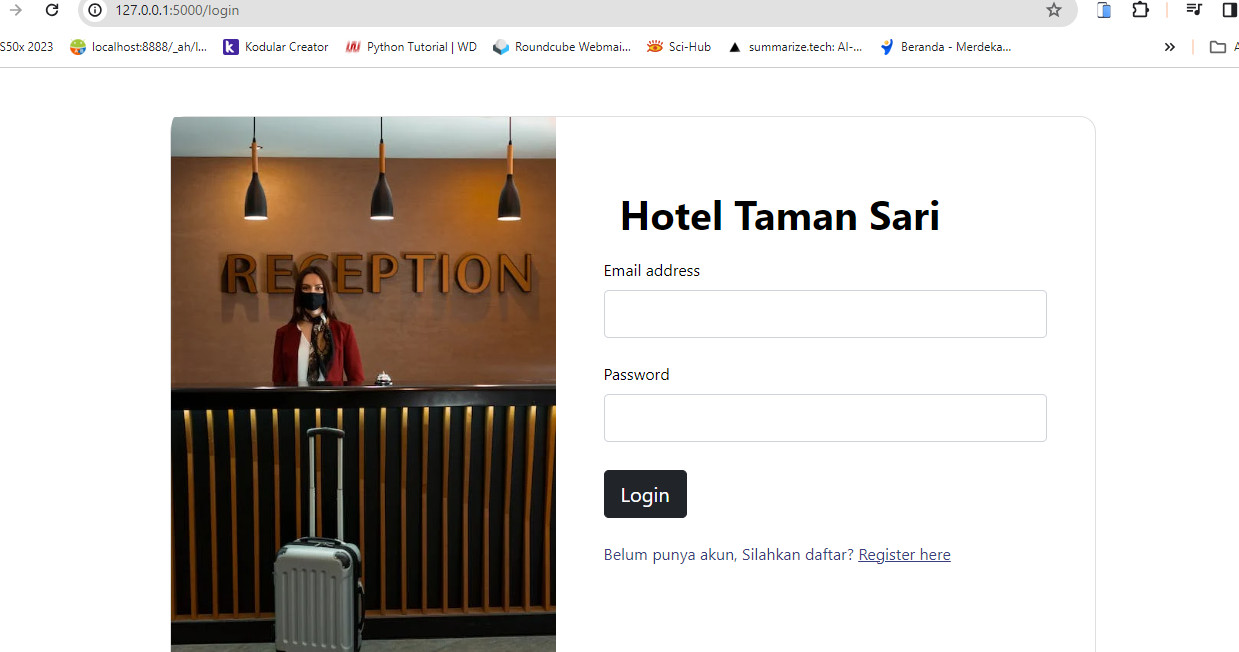 127.0.0.1:5000/login
S50x 2023 localhost:8888/_ah/l... Kodular Creator Python Tutorial | WD Roundcube Webmai... Sci-Hub summarize.tech: AI-... Beranda - Merdeka... »
RECEPTION
Hotel Taman Sari
Email address
Password
Login
Belum punya akun, Silahkan daftar? Register here